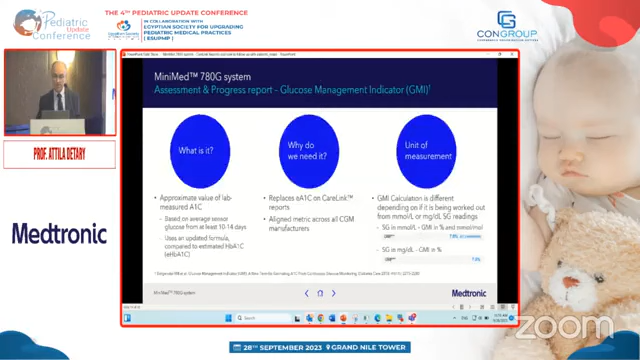 Pediatric
Update
Conference
THE 4TH PEDIATRIC UPDATE CONFERENCE
IN COLLABORATION WITH
EGYPTIAN SOCIETY FOR UPGRADING
PEDIATRIC MEDICAL PRACTICES
(ESUPMP)
CONGROUP
MiniMed™ 780G system
Assessment & Progress report - Glucose Management Indicator (GMI)¹
What is it?
• Approximate value of lab-
measured A1C
- Based on average sensor
glucose from at least 10-14 days
- Uses an updated formula,
compared to estimated HbA1C
(eHbA1C)
Why do
we need it?
• Replaces eA1C on CareLink™
reports
• Aligned metric across all CGM
manufacturers
Unit of
measurement
• GMI Calculation is different
depending on if it is being worked out
from mmol/L or mg/dL SG readings
- SG in mmol/L - GMI in % and mmol/mol
- SG in mg/dL - GMI in %
MiniMed™ 780G system
Medtronic
PROF. ATTILA DETARY
Medtronic
Search
28TH SEPTEMBER 2023
GRAND NILE TOWER
zoom